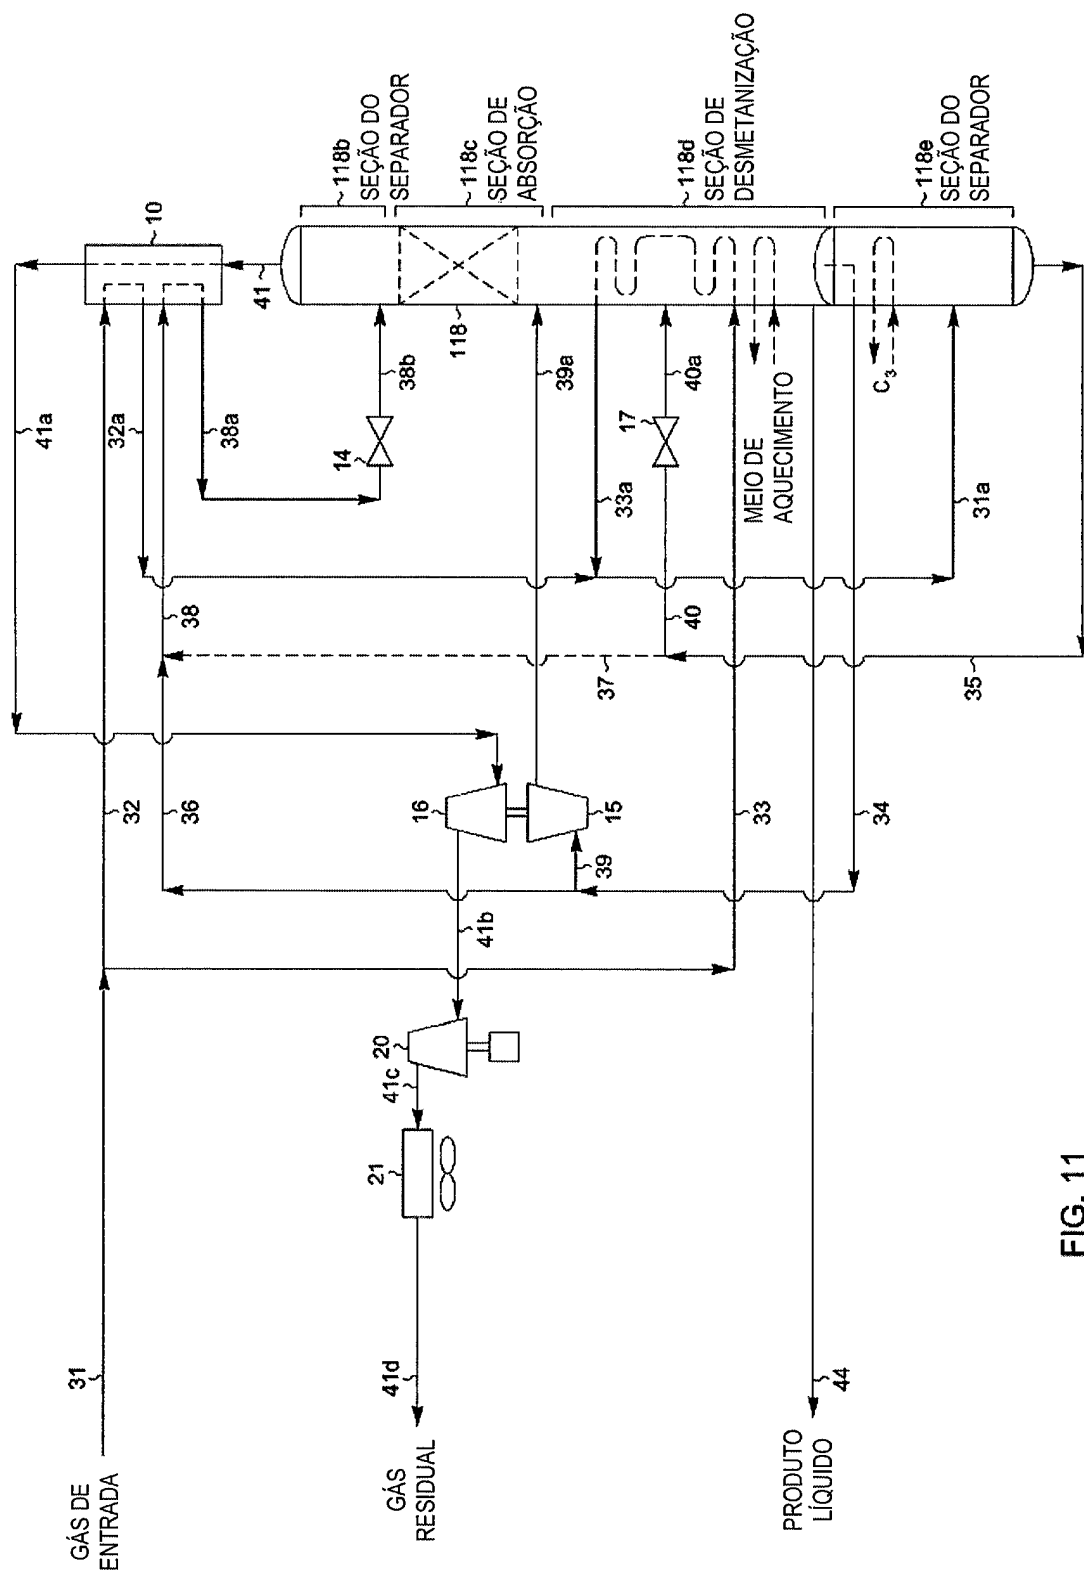 GÁS DE
ENTRADA
31
32
33
36
38
38a
32a
41a
10
41
38b
14
118
39a
33a
17
40a
40
37
35
34
31a
C3
MEIO DE
AQUECIMENTO
118b
SEÇÃO DO
SEPARADOR
118c
SEÇÃO DE
ABSORÇÃO
118d
SEÇÃO DE
DESMETANIZAÇÃO
118e
SEÇÃO DO
SEPARADOR
16
15
39
41b
20
41c
21
41d
GÁS
RESIDUAL
44
PRODUTO
LÍQUIDO
FIG. 11